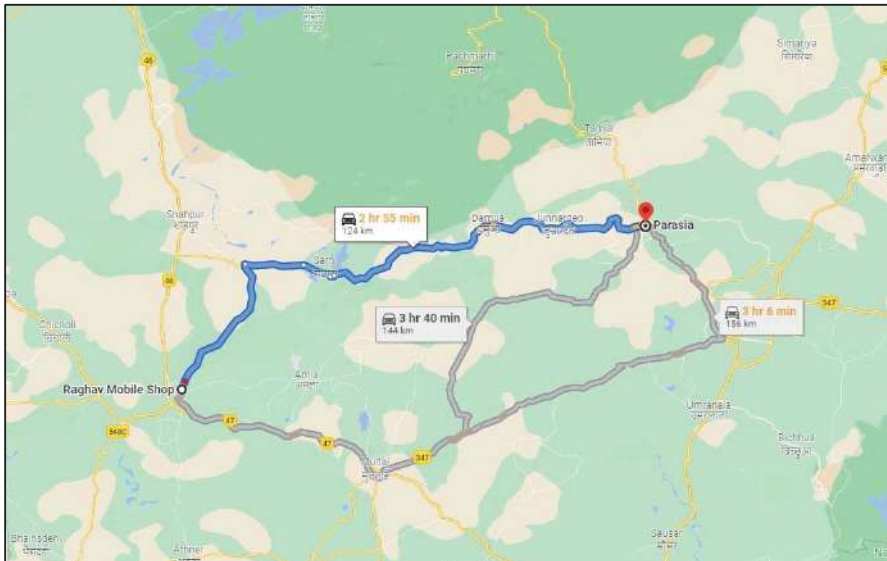 46
Simariya
सिमरिया
Pachmarhi
पचमढ़ी
Tamia
तामिया
Amarwara
अमरवाड़ा
Shahpur
शाहपुर
2 hr 55 min
124 km
Damua
दमुआ
Junnardeo
जुन्नारदेव
Parasia
Sarni
46
3 hr 40 min
144 km
3 hr 6 min
156 km
347
Chicholi
चिचोली
Raghav Mobile Shop
Amla
आमला
Umranala
उमरानाला
548C
47
47
347
Multai
मुलताई
Bichhua
बिछुआ
Bhainsdehi
भैंसदेही
Athner
आठनेर
Sausar
सौसर